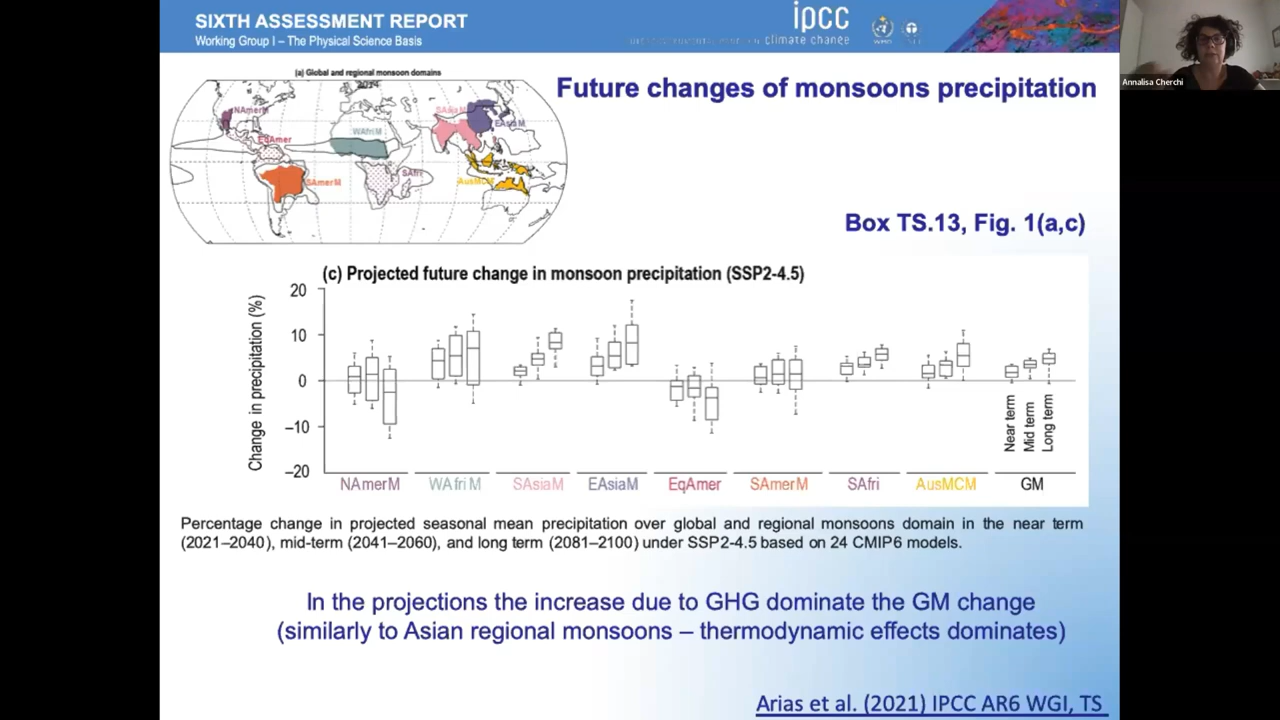 SIXTH ASSESSMENT REPORT
Working Group I – The Physical Science Basis
ipcc
climate change
WMO
Annalisa Cherchi
(a) Global and regional monsoon domains
Future changes of monsoons precipitation
NAmerM
SAsiaM
EAsiaM
WAfriM
EqAmer
SAfri
SAmerM
AusMCM
Box TS.13, Fig. 1(a,c)
(c) Projected future change in monsoon precipitation (SSP2-4.5)
Change in precipitation (%)
20
10
0
–10
–20
Near term
Mid term
Long term
NAmerM WAfriM SAsiaM EAsiaM EqAmer SAmerM SAfri AusMCM GM
Percentage change in projected seasonal mean precipitation over global and regional monsoons domain in the near term
(2021–2040), mid-term (2041–2060), and long term (2081–2100) under SSP2-4.5 based on 24 CMIP6 models.
In the projections the increase due to GHG dominate the GM change
(similarly to Asian regional monsoons – thermodynamic effects dominates)
Arias et al. (2021) IPCC AR6 WGI, TS